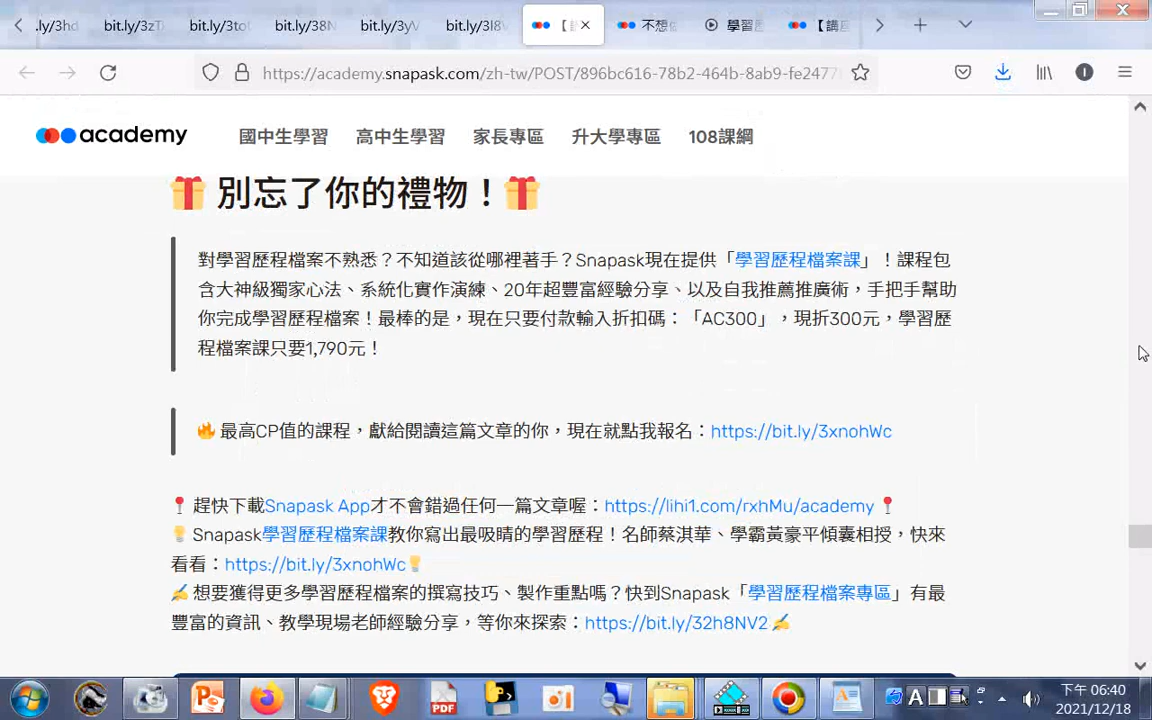 .ly/3hd bit.ly/3zT bit.ly/3tot bit.ly/38N bit.ly/3yV bit.ly/3I8V 【 不想 學習 【講
https://academy.snapask.com/zh-tw/POST/896bc616-78b2-464b-8ab9-fe2477
academy 國中生學習 高中生學習 家長專區 升大學專區 108課綱
別忘了你的禮物！
對學習歷程檔案不熟悉？不知道該從哪裡著手？Snapask現在提供「學習歷程檔案課」！課程包
含大神級獨家心法、系統化實作演練、20年超豐富經驗分享、以及自我推薦推廣術，手把手幫助
你完成學習歷程檔案！最棒的是，現在只要付款輸入折扣碼：「AC300」，現折300元，學習歷
程檔案課只要1,790元！
🔥 最高CP值的課程，獻給閱讀這篇文章的你，現在就點我報名：https://bit.ly/3xnohWc
📍 趕快下載Snapask App才不會錯過任何一篇文章喔：https://lihi1.com/rxhMu/academy 📍
💡 Snapask學習歷程檔案課教你寫出最吸睛的學習歷程！名師蔡淇華、學霸黃豪平傾囊相授，快來
看看：https://bit.ly/3xnohWc💡
✍ 想要獲得更多學習歷程檔案的撰寫技巧、製作重點嗎？快到Snapask「學習歷程檔案專區」有最
豐富的資訊、教學現場老師經驗分享，等你來探索：https://bit.ly/32h8NV2 ✍
PDF A 下午 06:40
2021/12/18